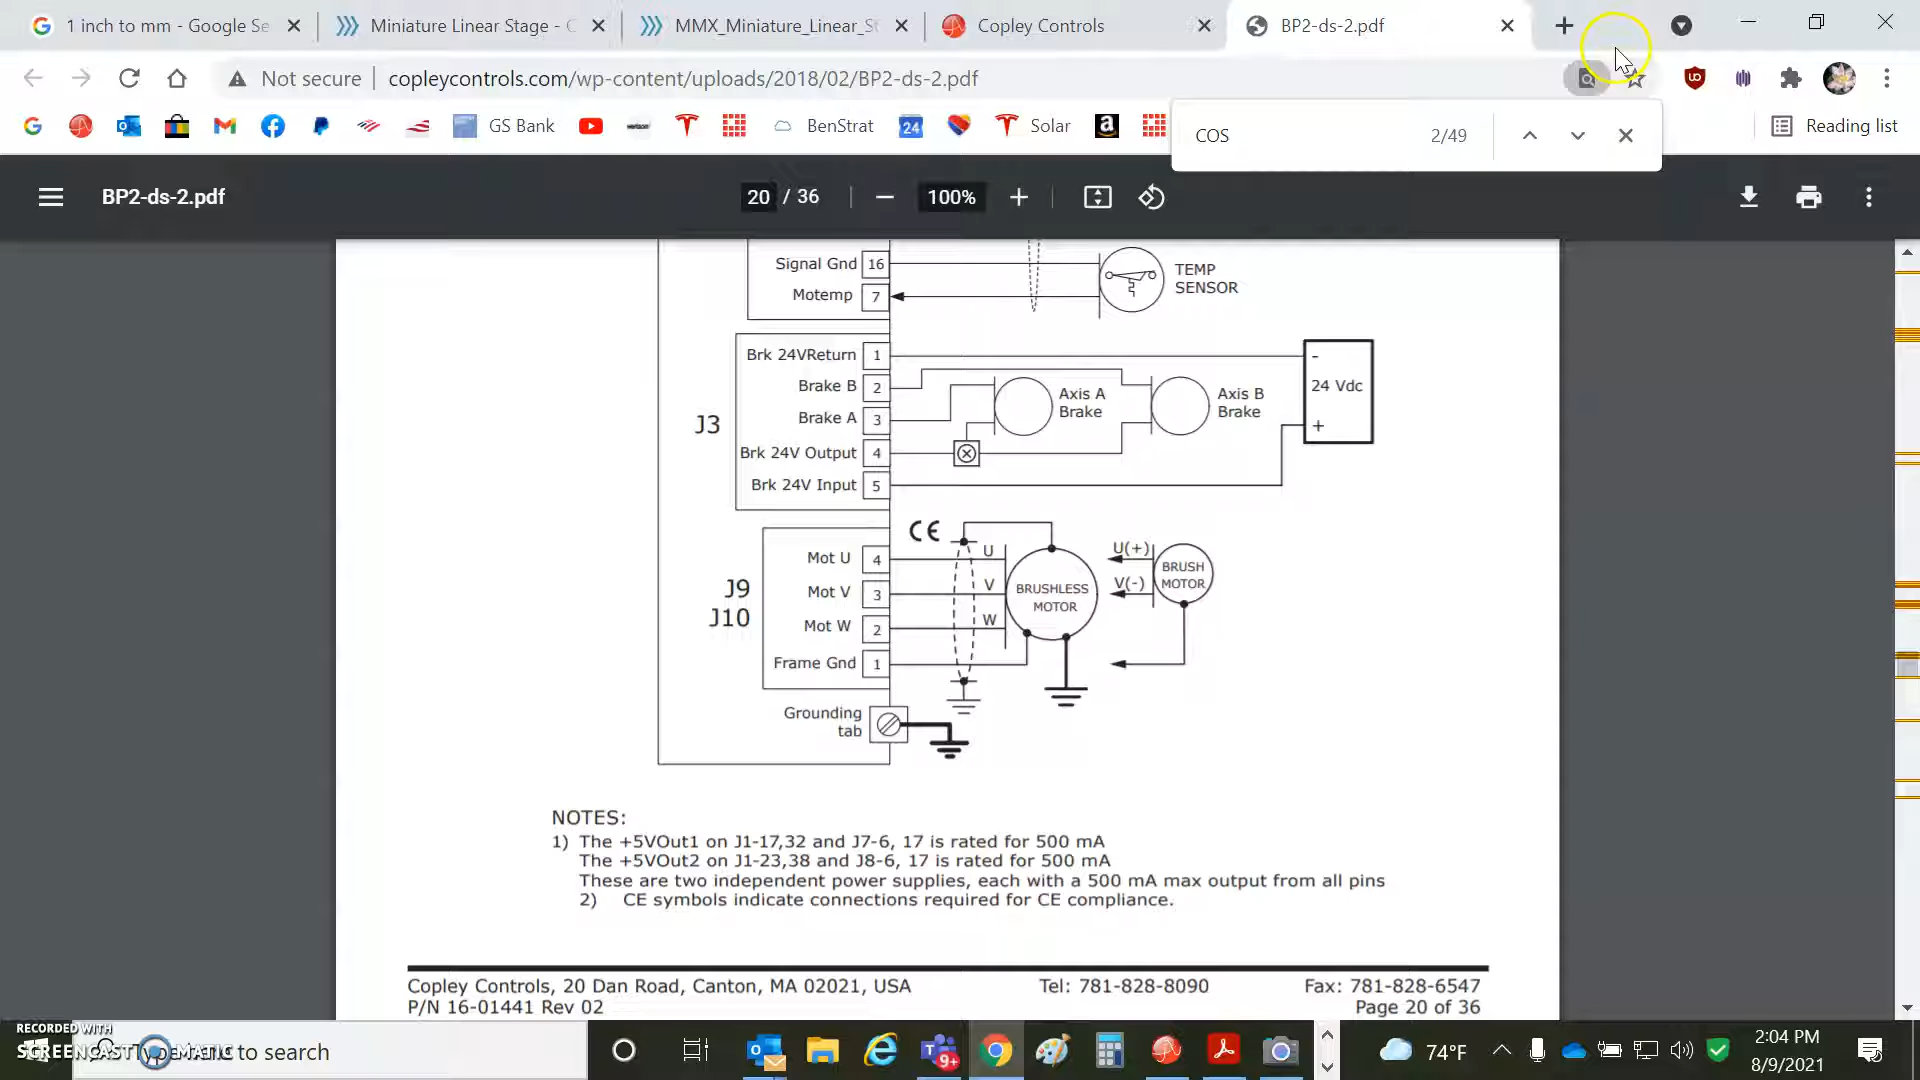 1 inch to mm - Google Se
Miniature Linear Stage - C
MMX_Miniature_Linear_St
Copley Controls
BP2-ds-2.pdf
Not secure
copleycontrols.com/wp-content/uploads/2018/02/BP2-ds-2.pdf
GS Bank
BenStrat
24
Solar
Reading list
COS
2/49
BP2-ds-2.pdf
20 / 36
100%
Signal Gnd 16
Motemp 7
TEMP
SENSOR
J3
Brk 24VReturn 1
Brake B 2
Brake A 3
Brk 24V Output 4
Brk 24V Input 5
Axis A
Brake
Axis B
Brake
-
24 Vdc
+
CE
J9
J10
Mot U 4
Mot V 3
Mot W 2
Frame Gnd 1
U
V
W
BRUSHLESS
MOTOR
U(+)
V(-)
BRUSH
MOTOR
Grounding
tab
NOTES:
1) The +5VOut1 on J1-17,32 and J7-6, 17 is rated for 500 mA
The +5VOut2 on J1-23,38 and J8-6, 17 is rated for 500 mA
These are two independent power supplies, each with a 500 mA max output from all pins
2) CE symbols indicate connections required for CE compliance.
Copley Controls, 20 Dan Road, Canton, MA 02021, USA Tel: 781-828-8090 Fax: 781-828-6547
P/N 16-01441 Rev 02 Page 20 of 36
RECORDED WITH
SCREENCAST MATIC
Type here to search
9+
74°F
2:04 PM
8/9/2021